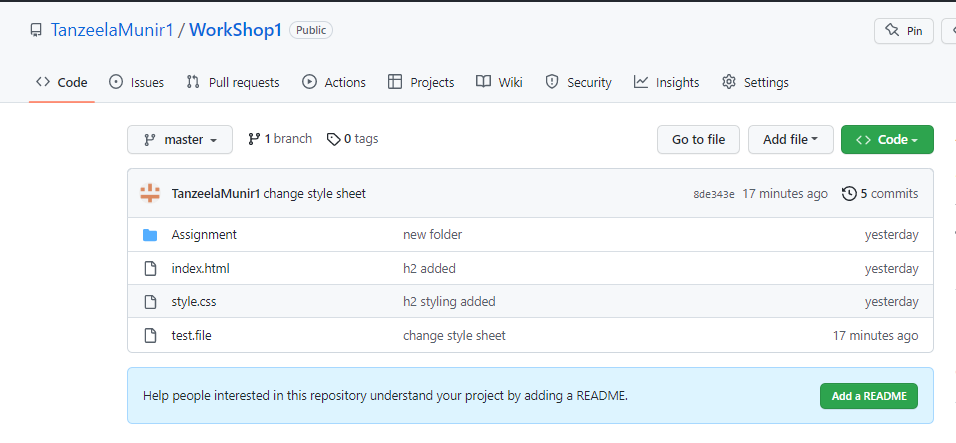 TanzeelaMunir1 / WorkShop1 Public Pin
Code Issues Pull requests Actions Projects Wiki Security Insights Settings
master 1 branch 0 tags Go to file Add file Code
TanzeelaMunir1 change style sheet 8de343e 17 minutes ago 5 commits
Assignment new folder yesterday
index.html h2 added yesterday
style.css h2 styling added yesterday
test.file change style sheet 17 minutes ago
Help people interested in this repository understand your project by adding a README. Add a README